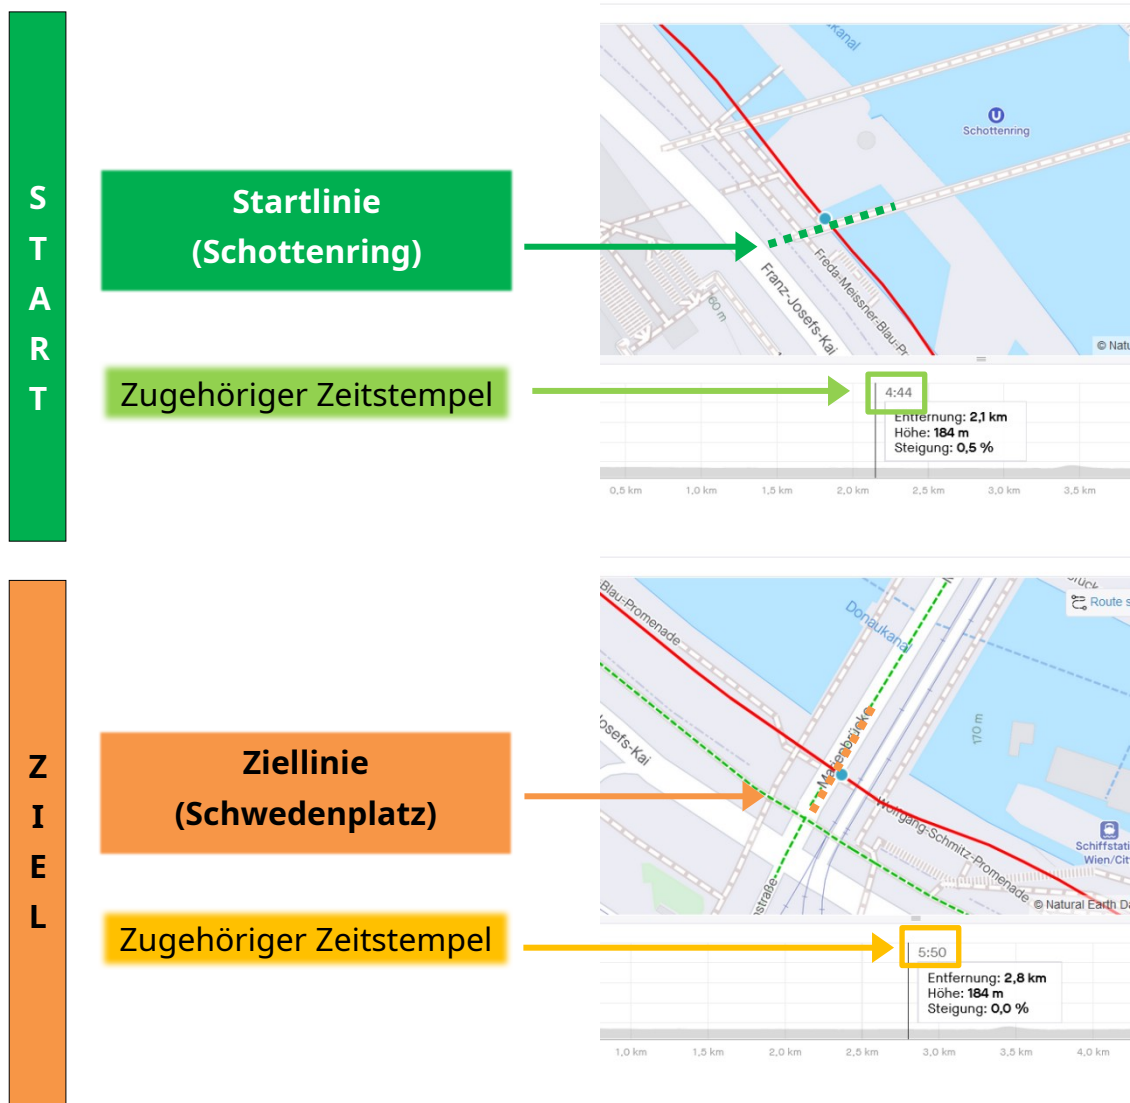 START
Startlinie
(Schottenring)
Zugehöriger Zeitstempel
Schottenring
Franz-Josefs-Kai
Freda-Meissner-Blau-Pr
60 m
© Natu
4:44
Entfernung: 2,1 km
Höhe: 184 m
Steigung: 0,5 %
0,5 km 1,0 km 1,5 km 2,0 km 2,5 km 3,0 km 3,5 km
ZIEL
Ziellinie
(Schwedenplatz)
Zugehöriger Zeitstempel
Blau-Promenade
Donaukanal
Route s
Josefs-Kai
Marienbrücke
170 m
Wolfgang-Schmitz-Promenade
Schiffstati
Wien/Cit
© Natural Earth Da
5:50
Entfernung: 2,8 km
Höhe: 184 m
Steigung: 0,0 %
1,0 km 1,5 km 2,0 km 2,5 km 3,0 km 3,5 km 4,0 km